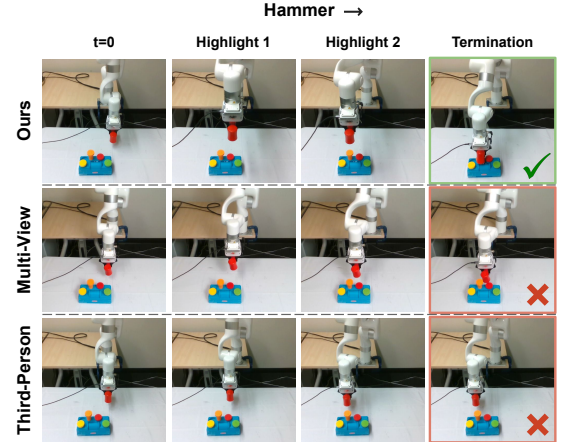 Hammer →
t=0 Highlight 1 Highlight 2 Termination
Ours
Multi-View
Third-Person